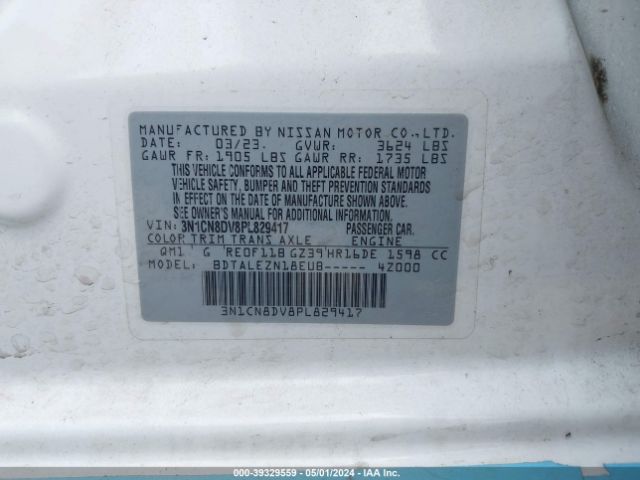 MANUFACTURED BY NISSAN MOTOR CO., LTD.
DATE: 03/23. GVWR: 3624 LBS
GAWR FR: 1905 LBS GAWR RR: 1735 LBS
THIS VEHICLE CONFORMS TO ALL APPLICABLE FEDERAL MOTOR
VEHICLE SAFETY, BUMPER AND THEFT PREVENTION STANDARDS
IN EFFECT ON THE DATE OF MANUFACTURE SHOWN ABOVE.
SEE OWNER'S MANUAL FOR ADDITIONAL INFORMATION
VIN: 3N1CN8DV8PL829417 PASSENGER CAR.
COLOR TRIM TRANS AXLE ENGINE
QM1 G RE0F11B GZ39 HR16DE 1598 CC
MODEL: BDTALEZN18EUB----- 4Z000
3N1CN8DV8PL829417
000-39329559 - 05/01/2024 - IAA Inc.